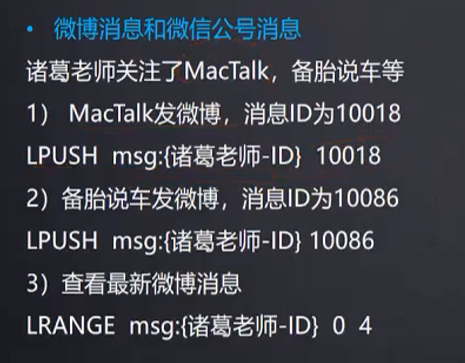 • 微博消息和微信公号消息
诸葛老师关注了MacTalk，备胎说车等
1） MacTalk发微博，消息ID为10018
LPUSH msg:{诸葛老师-ID} 10018
2）备胎说车发微博，消息ID为10086
LPUSH msg:{诸葛老师-ID} 10086
3）查看最新微博消息
LRANGE msg:{诸葛老师-ID} 0 4